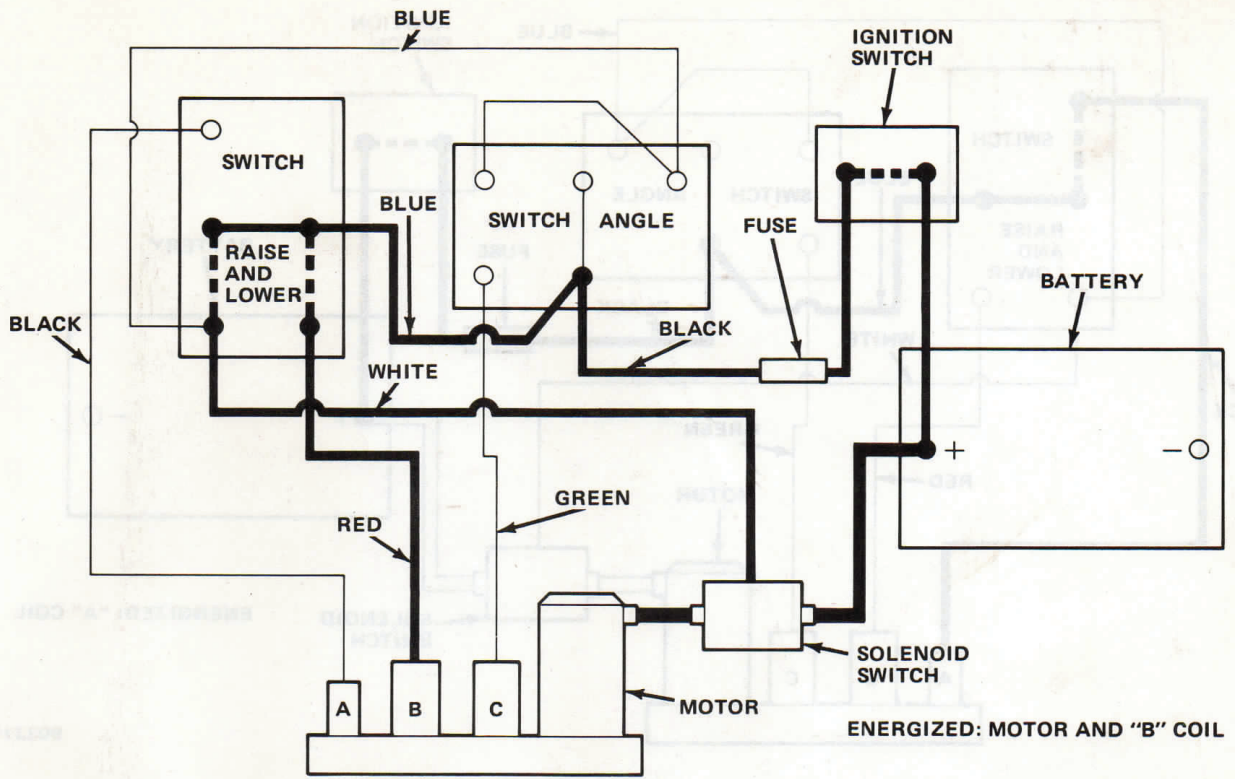 BLUE
IGNITION
SWITCH
SWITCH
BLUE
SWITCH ANGLE
FUSE
RAISE
AND
LOWER
BATTERY
BLACK
BLACK
WHITE
+ -
GREEN
RED
SOLENOID
SWITCH
A B C
MOTOR
ENERGIZED: MOTOR AND "B" COIL